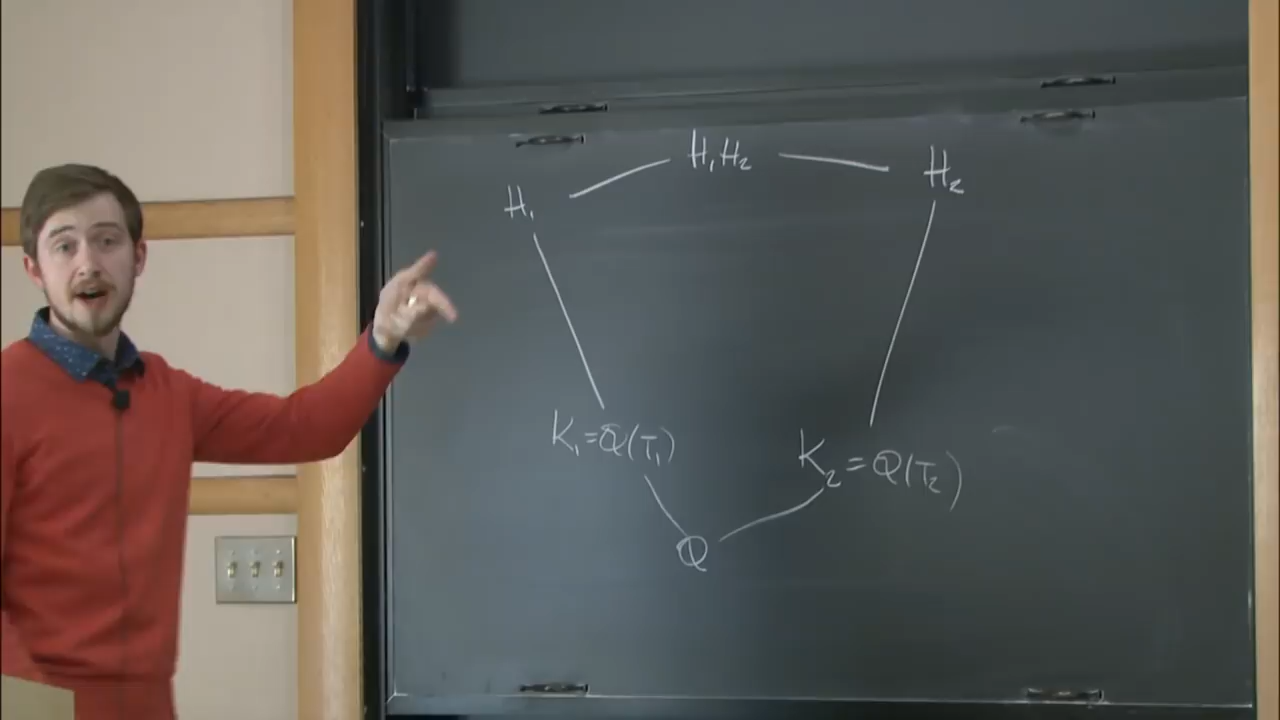 H₁H₂
H₁
H₂
K₁=Q(τ₁)
K₂=Q(τ₂)
Q